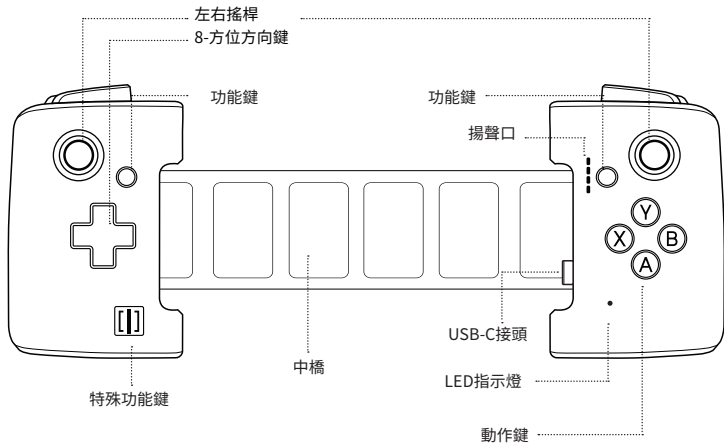 左右搖桿
8-方位方向鍵
功能鍵
功能鍵
揚聲口
Y
X
B
A
USB-C接頭
中橋
LED指示燈
特殊功能鍵
動作鍵